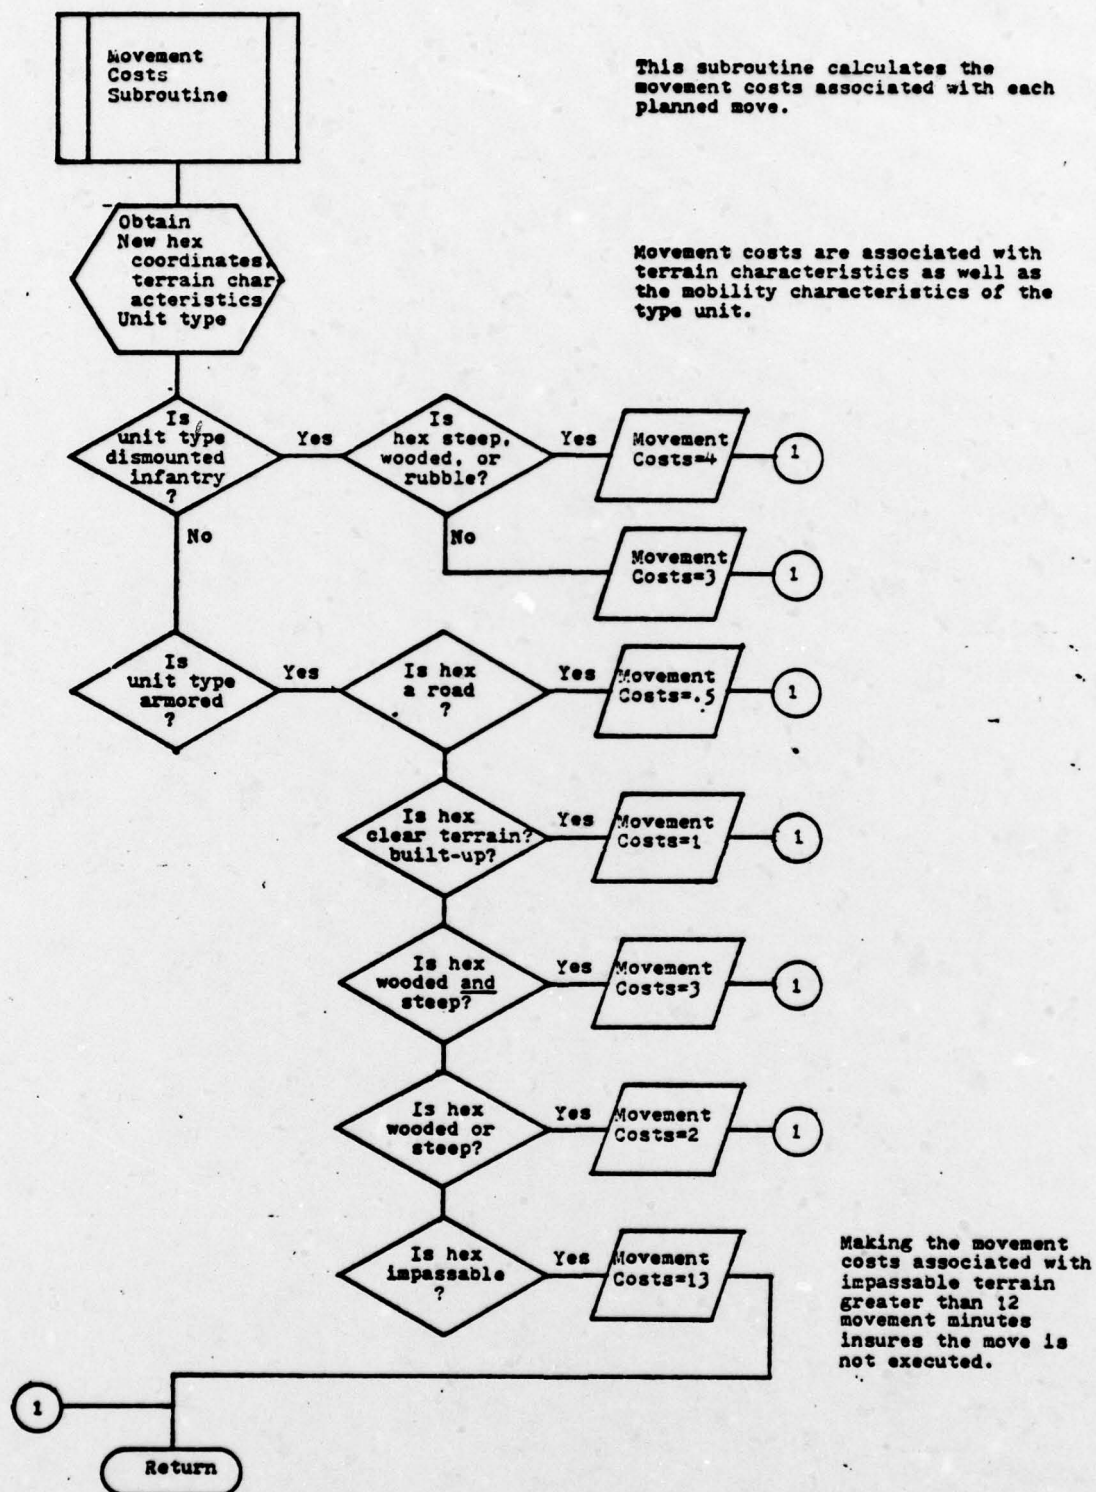 Movement
Costs
Subroutine
This subroutine calculates the
movement costs associated with each
planned move.
Obtain
New hex
coordinates,
terrain char-
acteristics
Unit type
Movement costs are associated with
terrain characteristics as well as
the mobility characteristics of the
type unit.
Is
unit type
dismounted
infantry
?
Yes
Is
hex steep,
wooded, or
rubble?
Yes
Movement
Costs=4
1
No
No
Movement
Costs=3
1
Is
unit type
armored
?
Yes
Is hex
a road
?
Yes
Movement
Costs=.5
1
Is hex
clear terrain?
built-up?
Yes
Movement
Costs=1
1
Is hex
wooded and
steep?
Yes
Movement
Costs=3
1
Is hex
wooded or
steep?
Yes
Movement
Costs=2
1
Is hex
impassable
?
Yes
Movement
Costs=13
Making the movement
costs associated with
impassable terrain
greater than 12
movement minutes
insures the move is
not executed.
1
Return